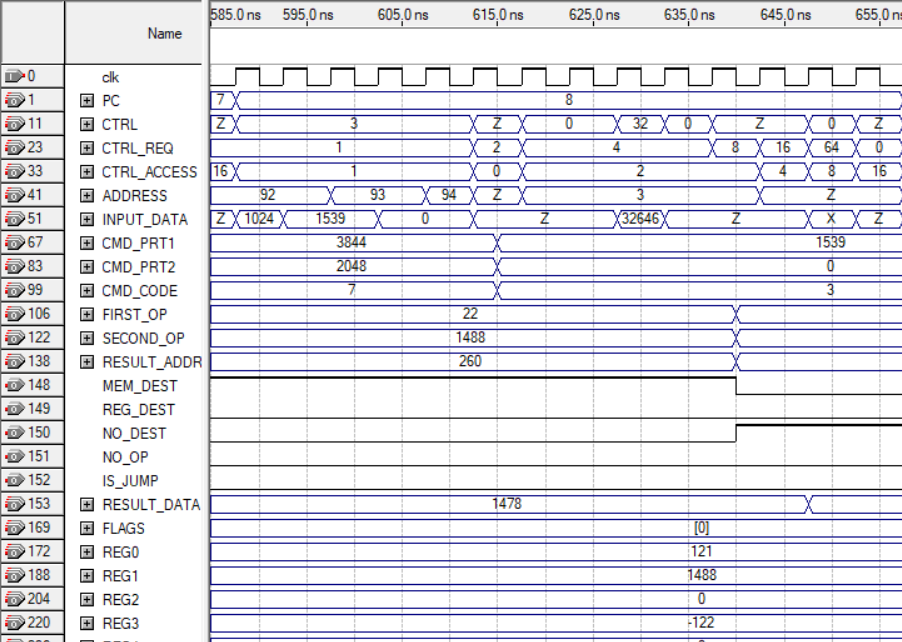 585.0 ns 595.0 ns 605.0 ns 615.0 ns 625.0 ns 635.0 ns 645.0 ns 655.0 n
Name
0 clk
1 PC 7 8
11 CTRL Z 3 Z 0 32 0 Z 0 Z
23 CTRL_REQ 1 2 4 8 16 64 0
33 CTRL_ACCESS 16 1 0 2 4 8 16
41 ADDRESS 92 93 94 Z 3 Z
51 INPUT_DATA Z 1024 1539 0 Z 32646 Z X Z
67 CMD_PRT1 3844 1539
83 CMD_PRT2 2048 0
99 CMD_CODE 7 3
106 FIRST_OP 22
122 SECOND_OP 1488
138 RESULT_ADDR 260
148 MEM_DEST
149 REG_DEST
150 NO_DEST
151 NO_OP
152 IS_JUMP
153 RESULT_DATA 1478
169 FLAGS [0]
172 REG0 121
188 REG1 1488
204 REG2 0
220 REG3 -122